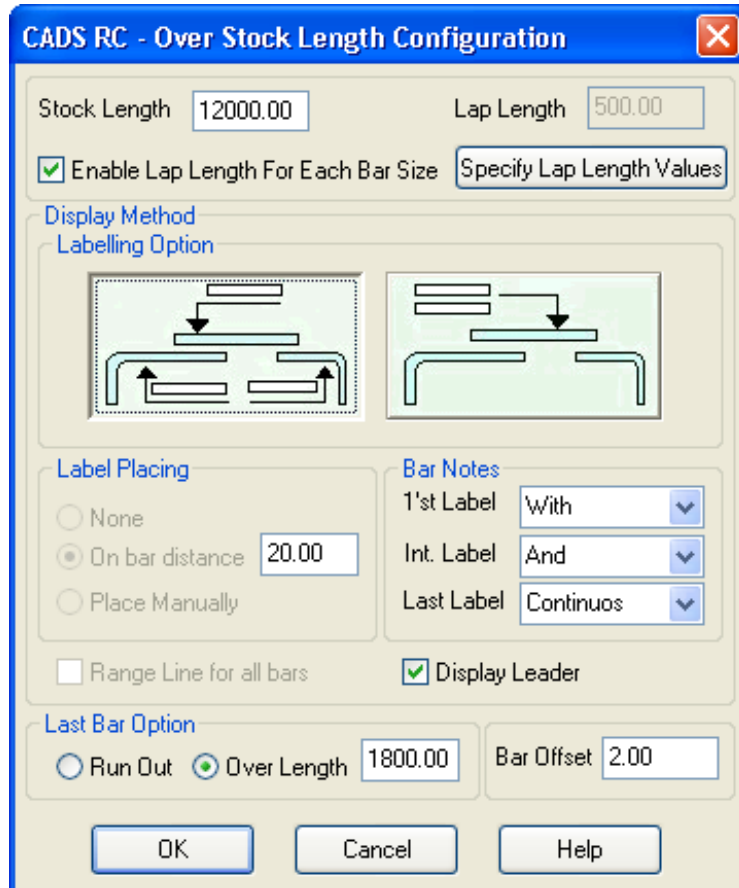 CADS RC - Over Stock Length Configuration
Stock Length 12000.00 Lap Length 500.00
Enable Lap Length For Each Bar Size Specify Lap Length Values
Display Method
Labelling Option
Label Placing
None
On bar distance 20.00
Place Manually
Bar Notes
1'st Label With
Int. Label And
Last Label Continuos
Range Line for all bars Display Leader
Last Bar Option
Run Out Over Length 1800.00 Bar Offset 2.00
OK Cancel Help